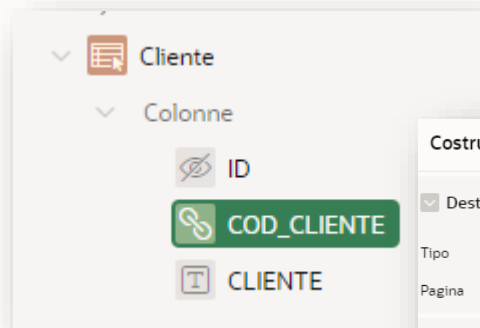 Cliente
Colonne
ID
COD_CLIENTE
CLIENTE
Tipo
Pagina